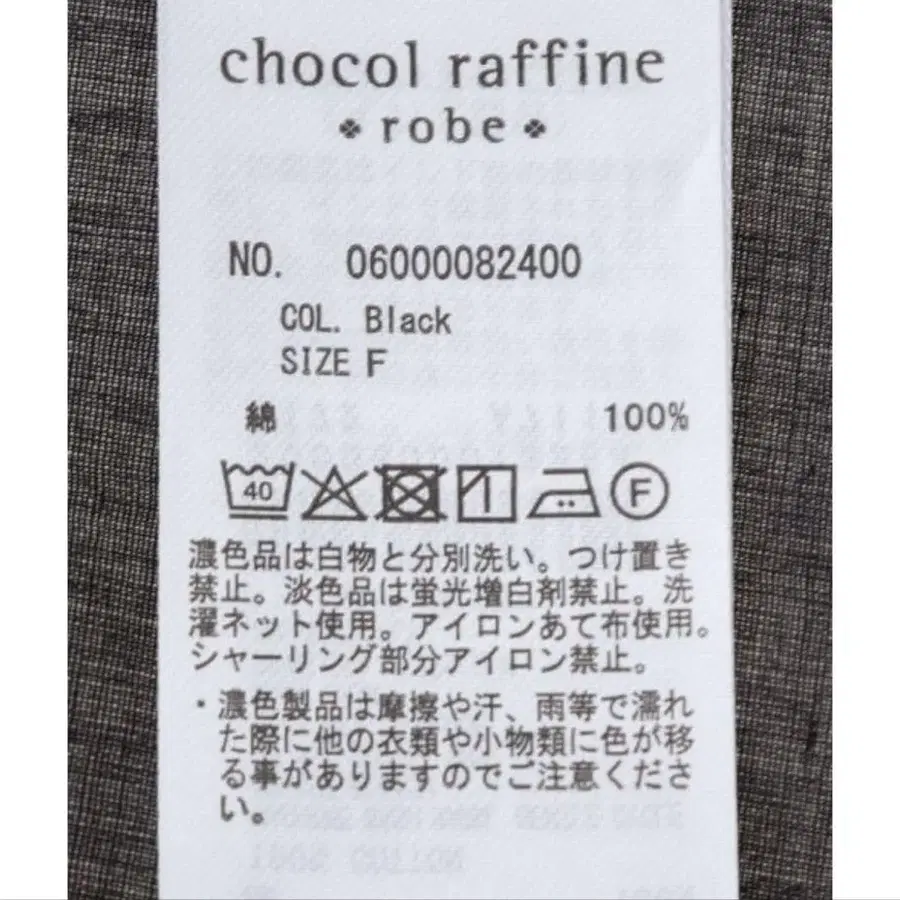 chocol raffine
robe
NO. 06000082400
COL. Black
SIZE F
綿 100%
40 F
濃色品は白物と分別洗い。つけ置き
禁止。淡色品は蛍光増白剤禁止。洗
濯ネット使用。アイロンあて布使用。
シャーリング部分アイロン禁止。
・濃色製品は摩擦や汗、雨等で濡れ
た際に他の衣類や小物類に色が移
る事がありますのでご注意くださ
い。